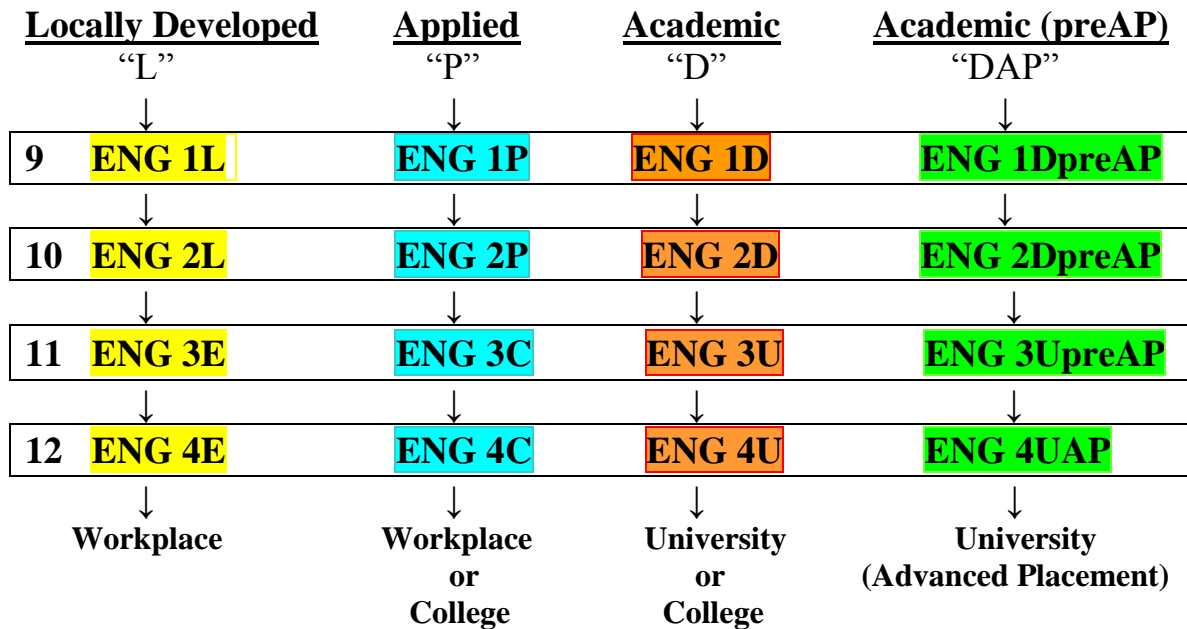 Locally Developed Applied Academic Academic (preAP)
“L” “P” “D” “DAP”
↓ ↓ ↓ ↓
9 ENG 1L ENG 1P ENG 1D ENG 1DpreAP
↓ ↓ ↓ ↓
10 ENG 2L ENG 2P ENG 2D ENG 2DpreAP
↓ ↓ ↓ ↓
11 ENG 3E ENG 3C ENG 3U ENG 3UpreAP
↓ ↓ ↓ ↓
12 ENG 4E ENG 4C ENG 4U ENG 4UAP
↓ ↓ ↓ ↓
Workplace Workplace University University
or or (Advanced Placement)
College College